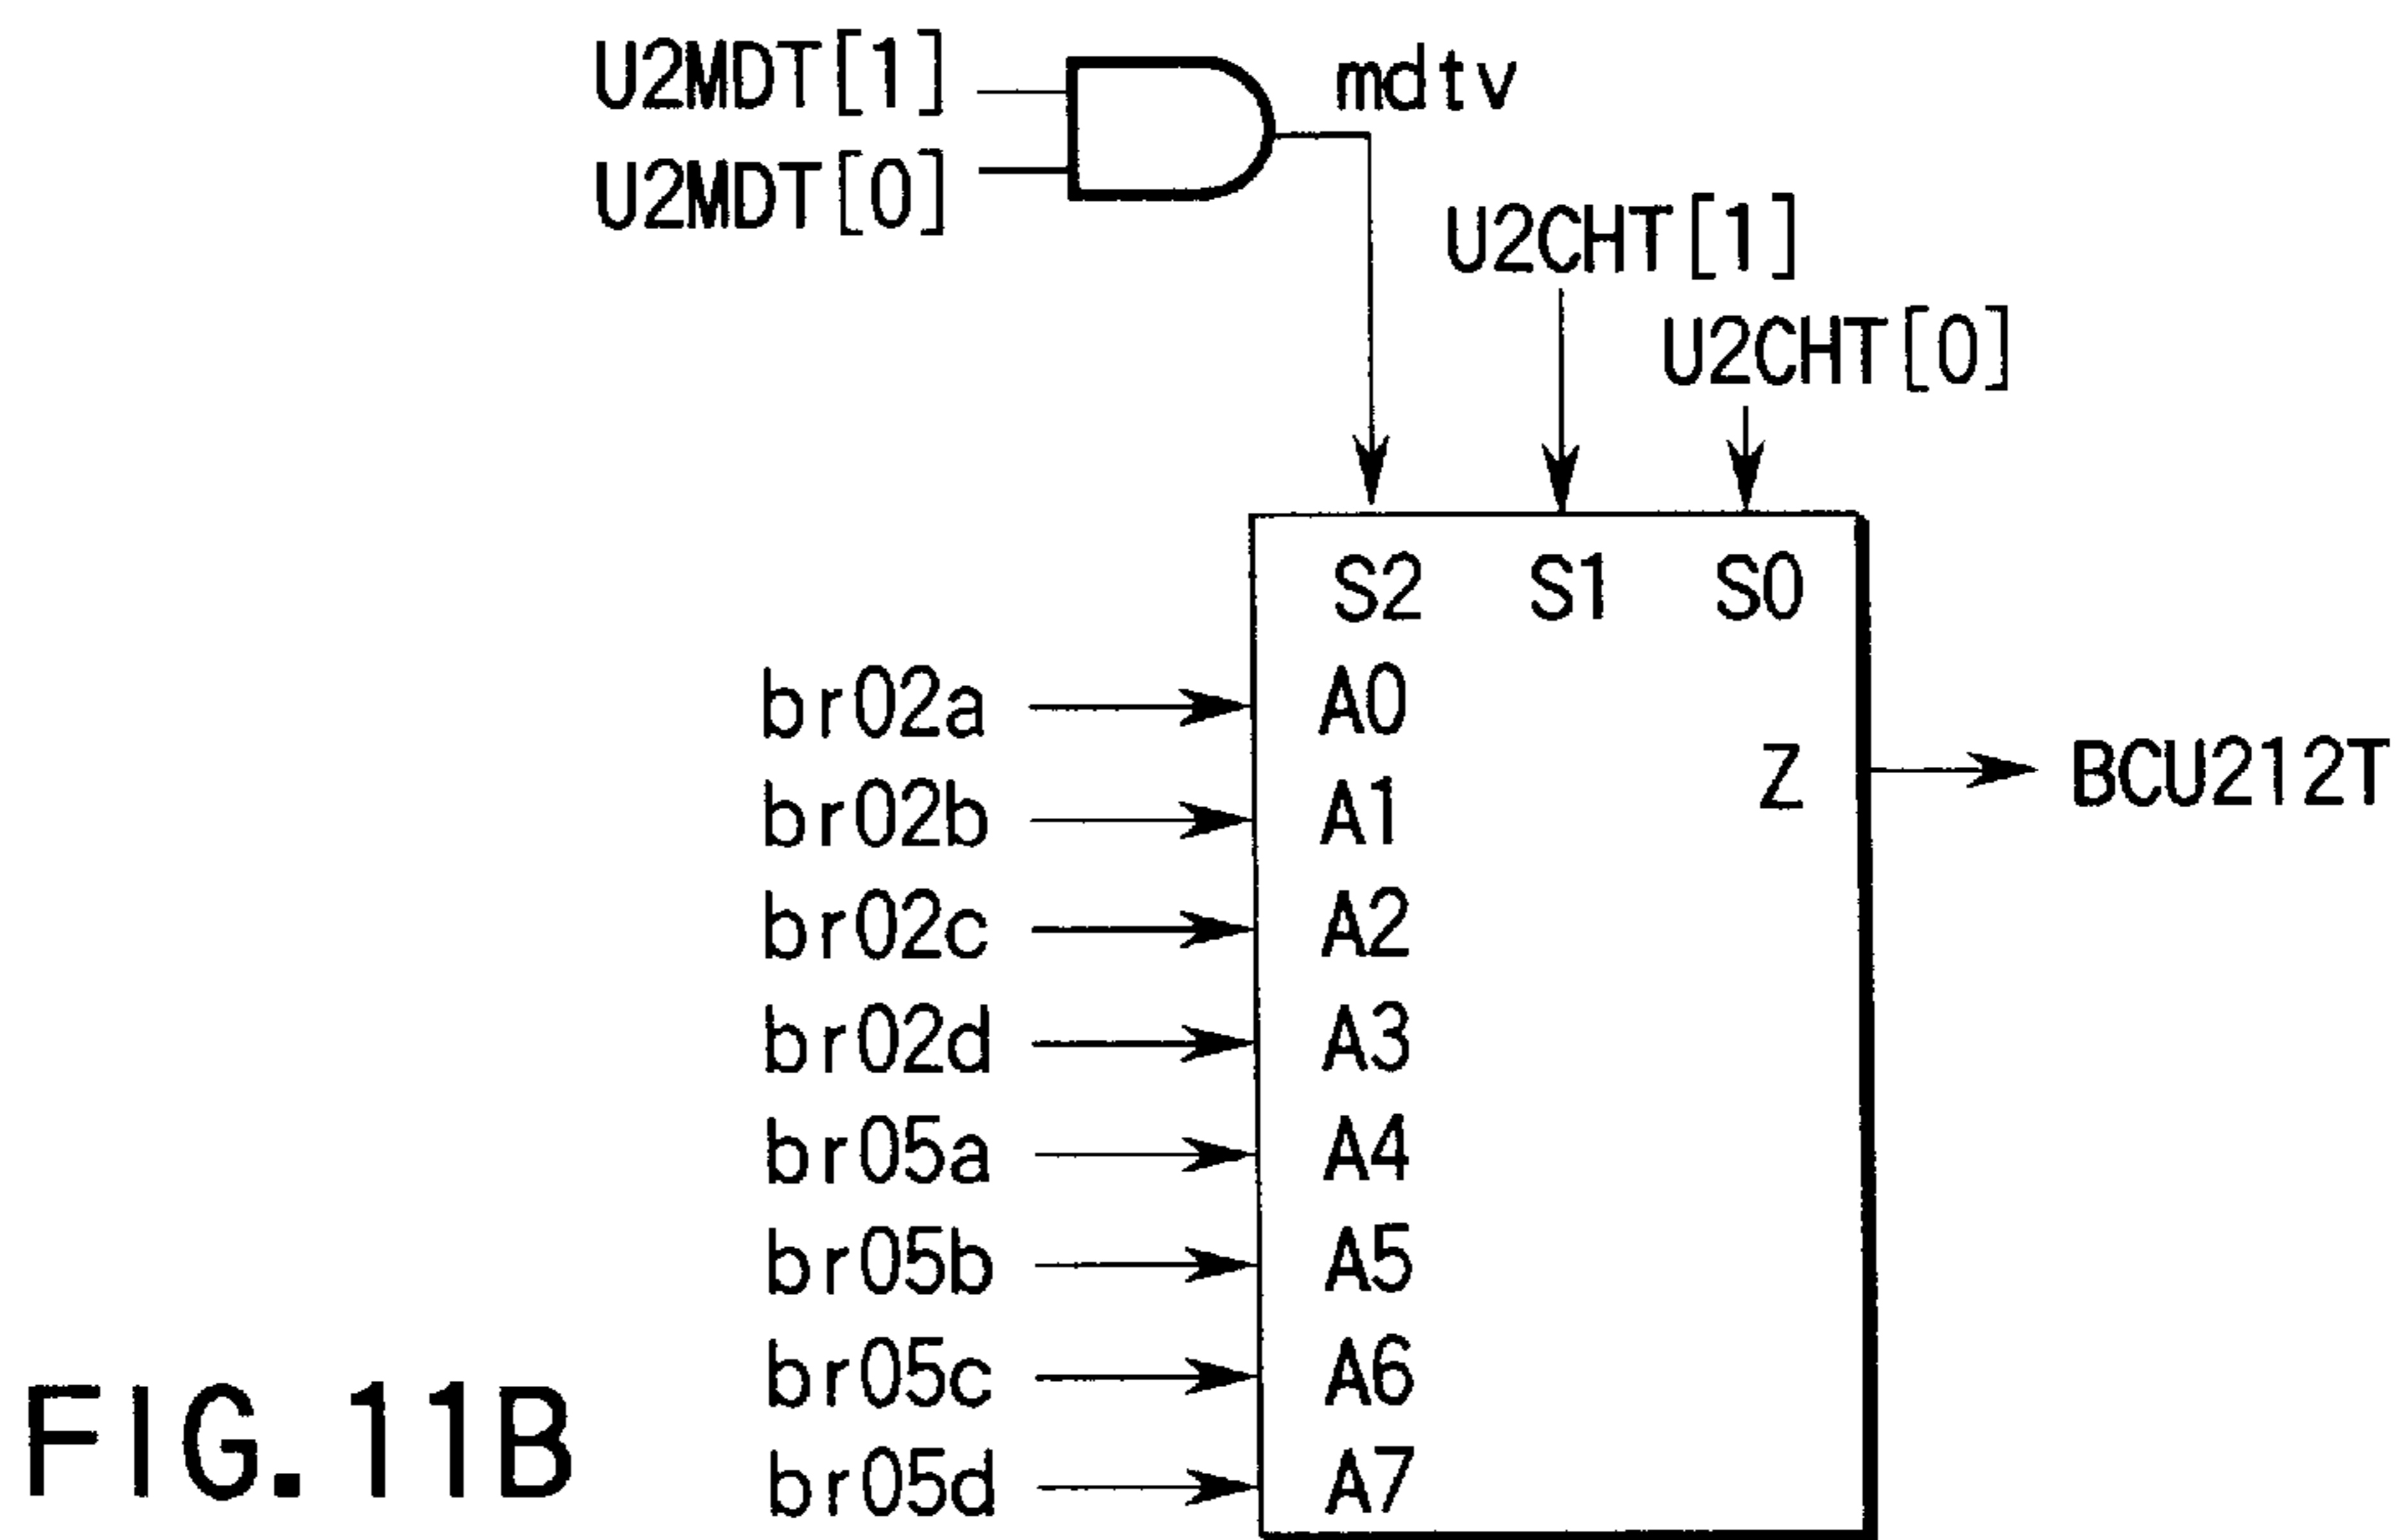 U2MDT[1]
mdtv
U2MDT[0]
U2CHT[1]
U2CHT[0]
S2 S1 S0
br02a A0
Z BCU212T
br02b A1
br02c A2
br02d A3
br05a A4
br05b A5
br05c A6
br05d A7
FIG.11B